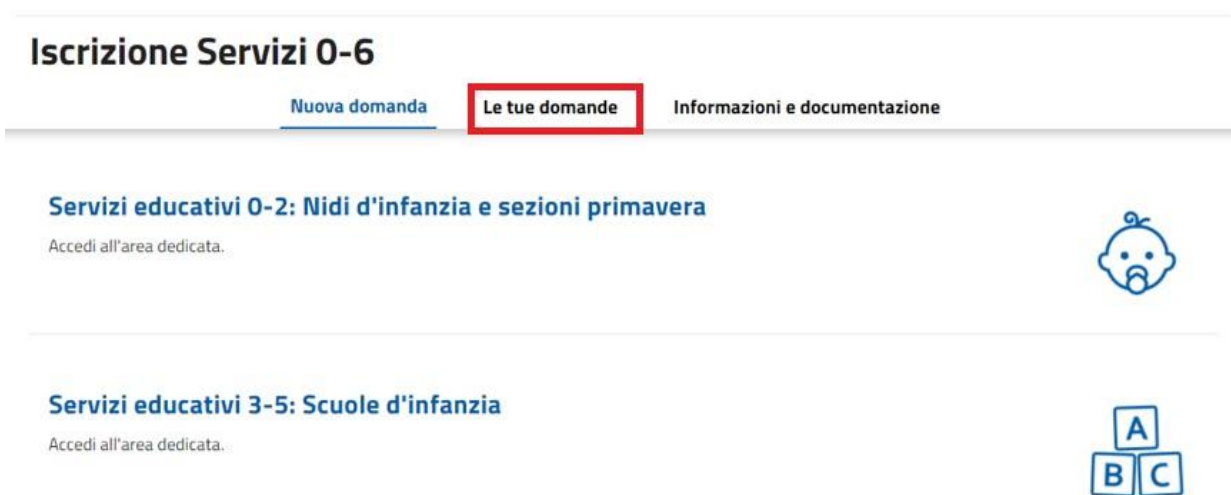 Iscrizione Servizi 0-6
Nuova domanda Le tue domande Informazioni e documentazione
Servizi educativi 0-2: Nidi d'infanzia e sezioni primavera
Accedi all'area dedicata.
Servizi educativi 3-5: Scuole d'infanzia
Accedi all'area dedicata.
A
B C